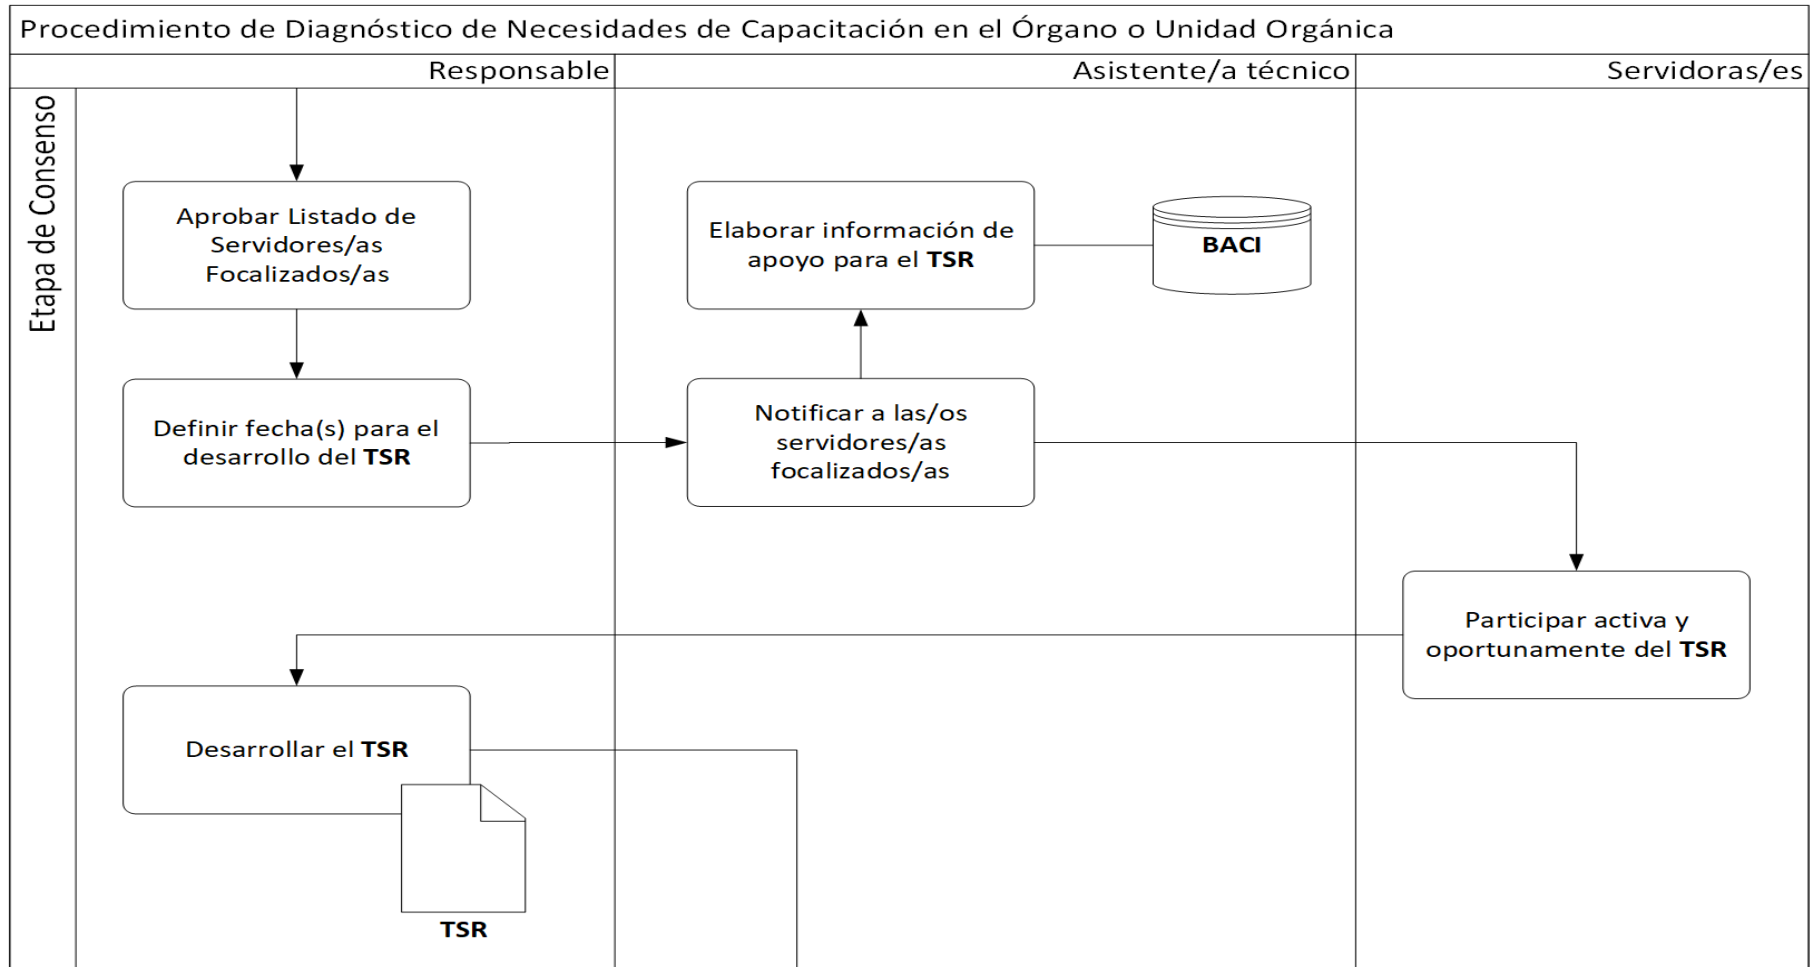 Procedimiento de Diagnóstico de Necesidades de Capacitación en el Órgano o Unidad Orgánica
Responsable
Asistente/a técnico
Servidoras/es
Etapa de Consenso
Aprobar Listado de
Servidores/as
Focalizados/as
Elaborar información de
apoyo para el TSR
BACI
Definir fecha(s) para el
desarrollo del TSR
Notificar a las/os
servidores/as
focalizados/as
Participar activa y
oportunamente del TSR
Desarrollar el TSR
TSR